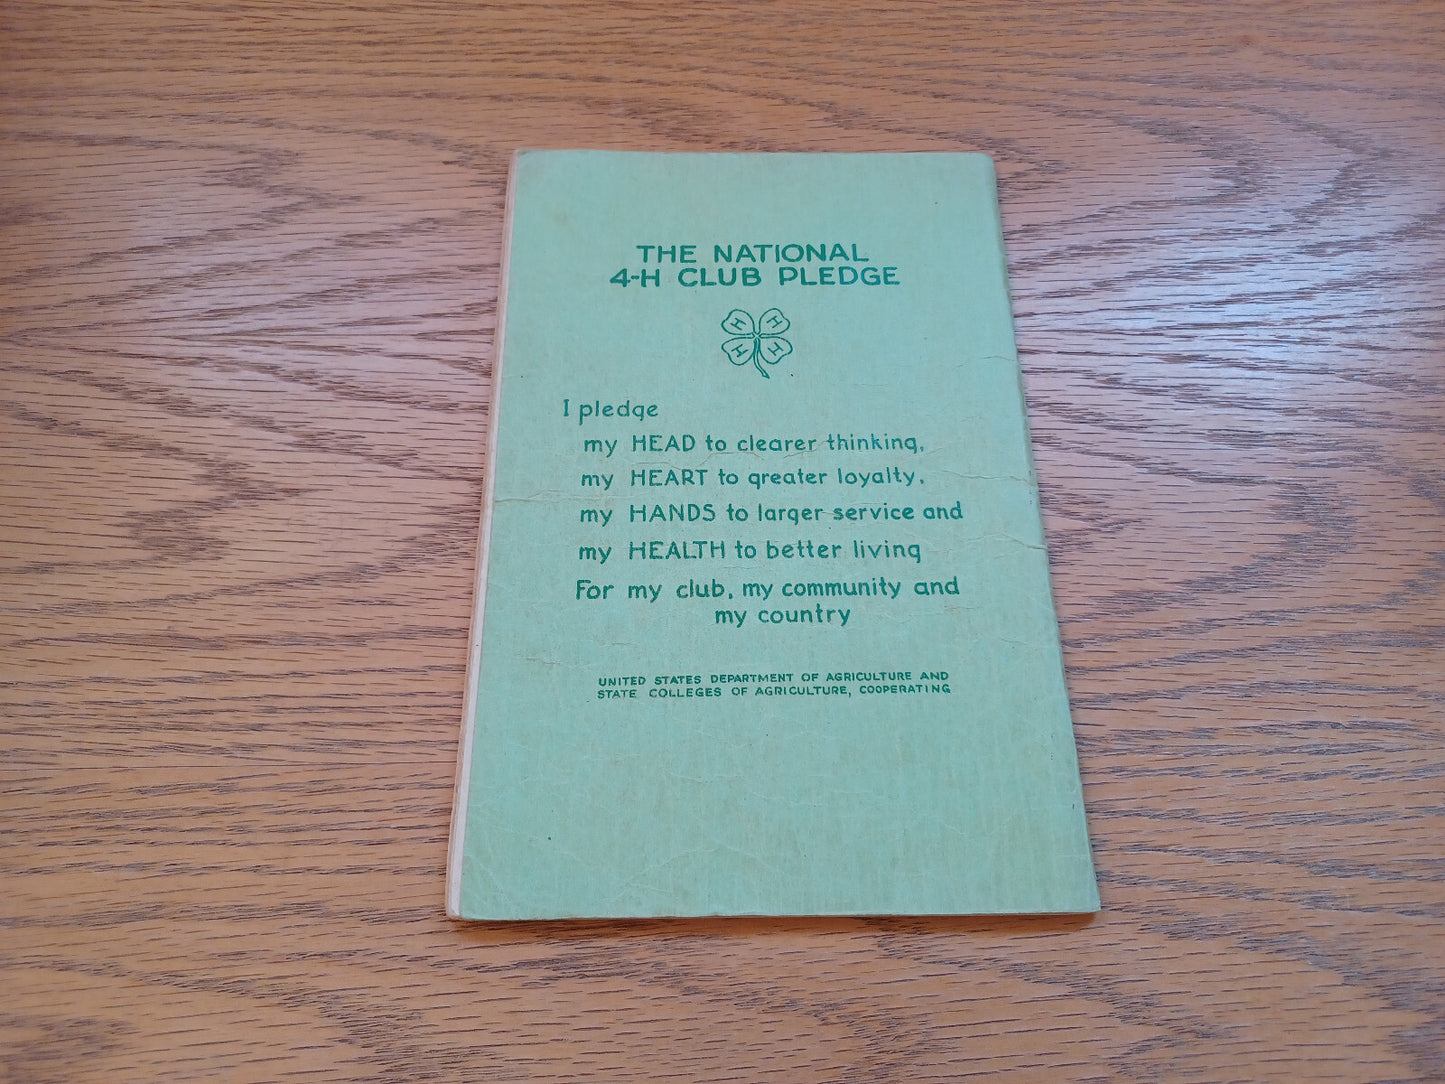 THE NATIONAL
4-H CLUB PLEDGE
H H
H H
I pledge
my HEAD to clearer thinking,
my HEART to greater loyalty,
my HANDS to larger service and
my HEALTH to better living
For my club, my community and
my country
UNITED STATES DEPARTMENT OF AGRICULTURE AND
STATE COLLEGES OF AGRICULTURE, COOPERATING